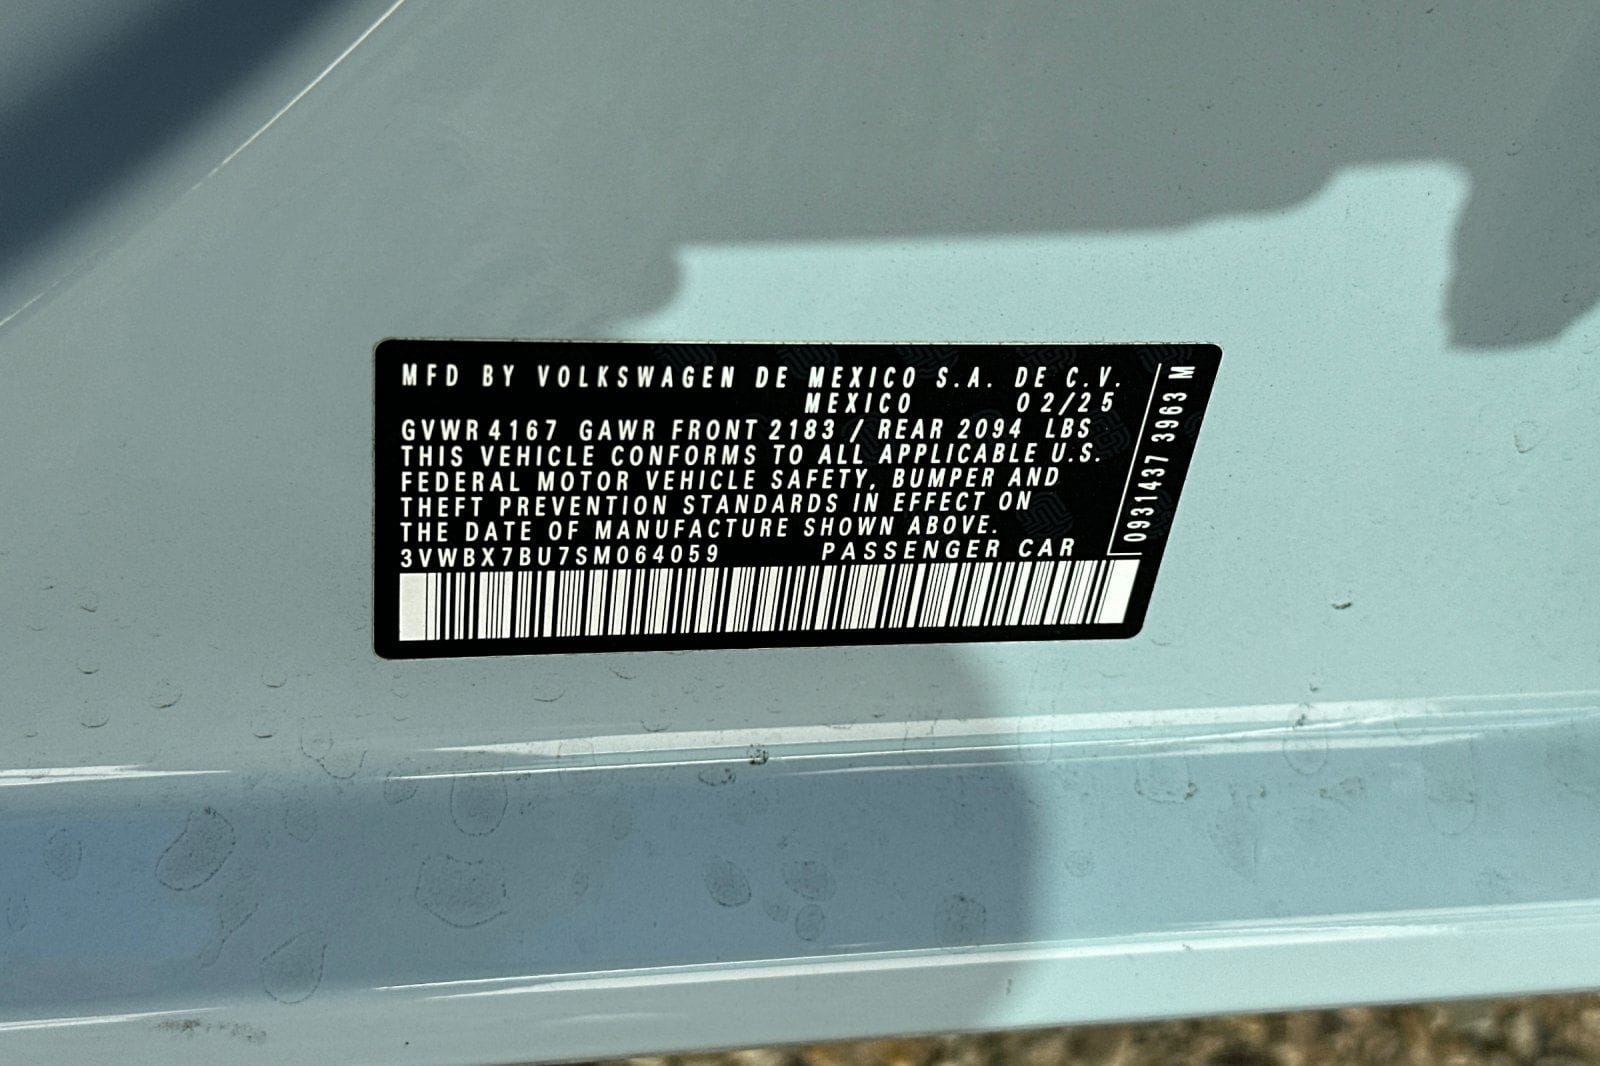 MFD BY VOLKSWAGEN DE MEXICO S.A. DE C.V.
MEXICO 02/25
GVWR 4167 GAWR FRONT 2183 / REAR 2094 LBS
THIS VEHICLE CONFORMS TO ALL APPLICABLE U.S.
FEDERAL MOTOR VEHICLE SAFETY, BUMPER AND
THEFT PREVENTION STANDARDS IN EFFECT ON
THE DATE OF MANUFACTURE SHOWN ABOVE.
3VWBX7BU7SM064059 PASSENGER CAR
0931437 3963 M